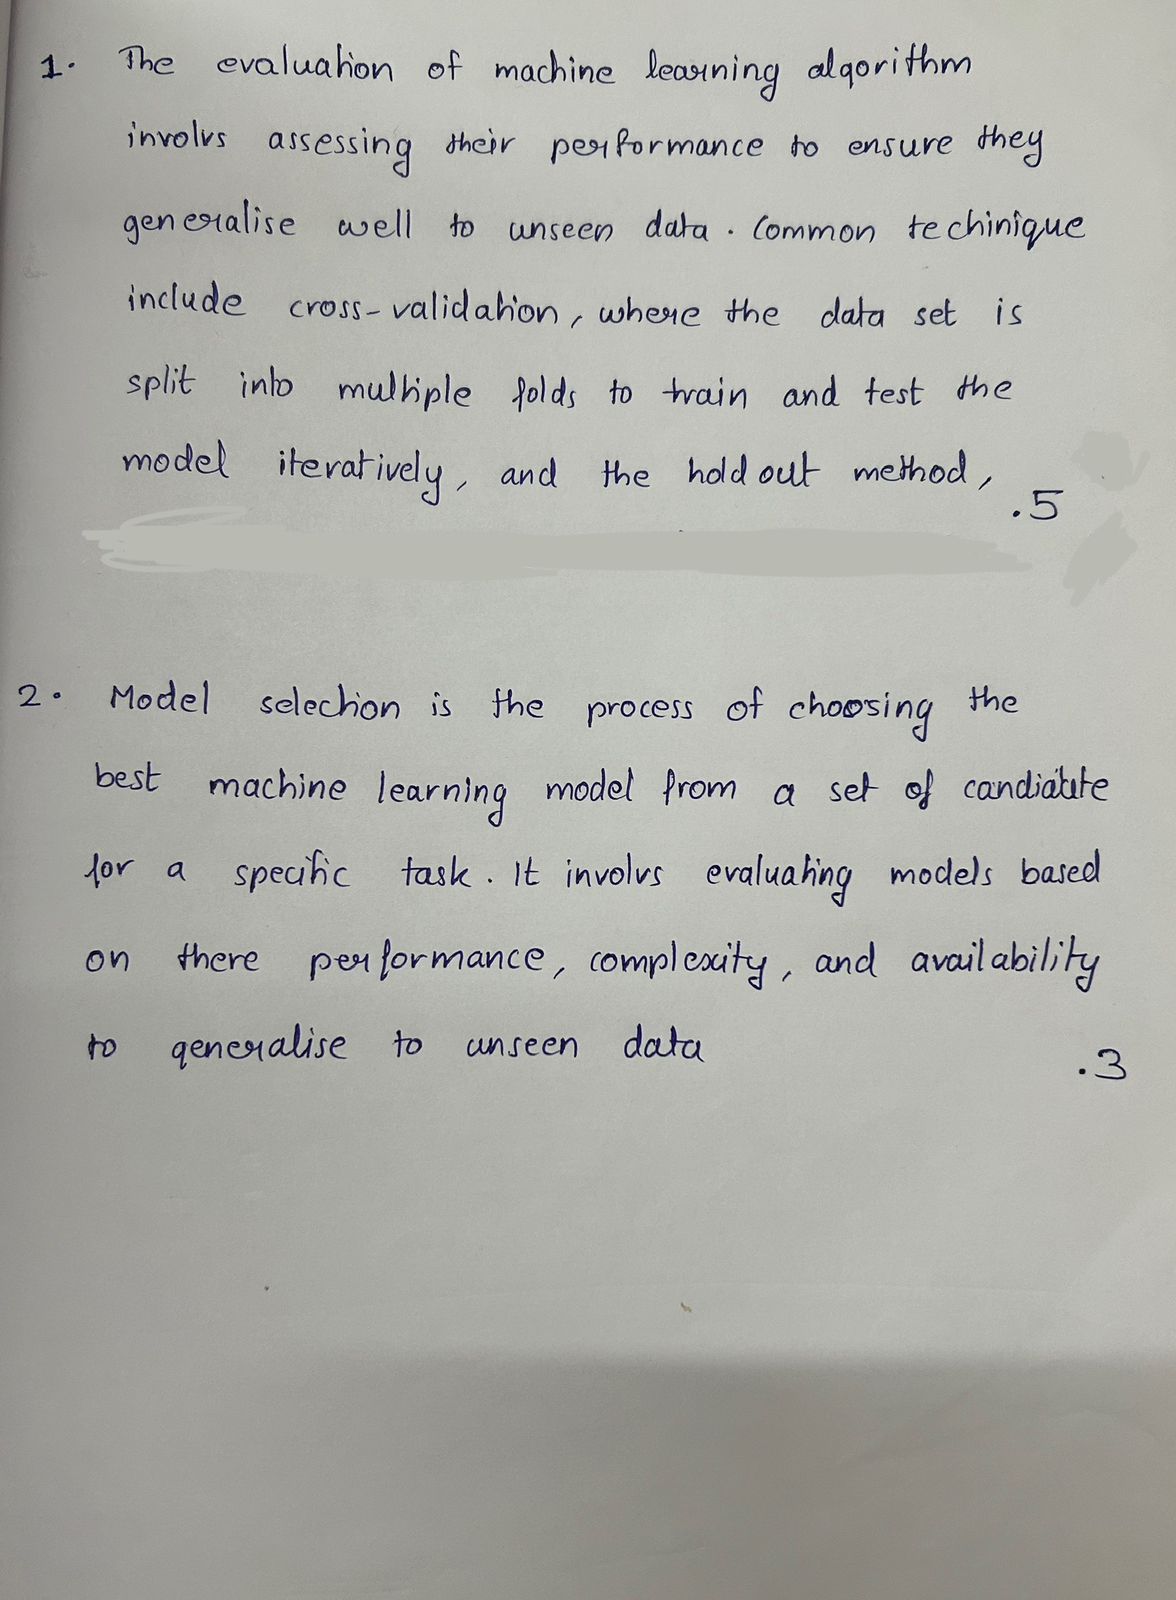 1. The evaluation of machine learning algorithm
involvs assessing their performance to ensure they
generalise well to unseen data. Common techinique
include cross-validation, where the data set is
split into multiple folds to train and test the
model iteratively, and the hold out method,
.5
2. Model selection is the process of choosing the
best machine learning model from a set of candiatite
for a specific task. It involvs evaluating models based
on there performance, complexity, and availability
to generalise to unseen data
.3